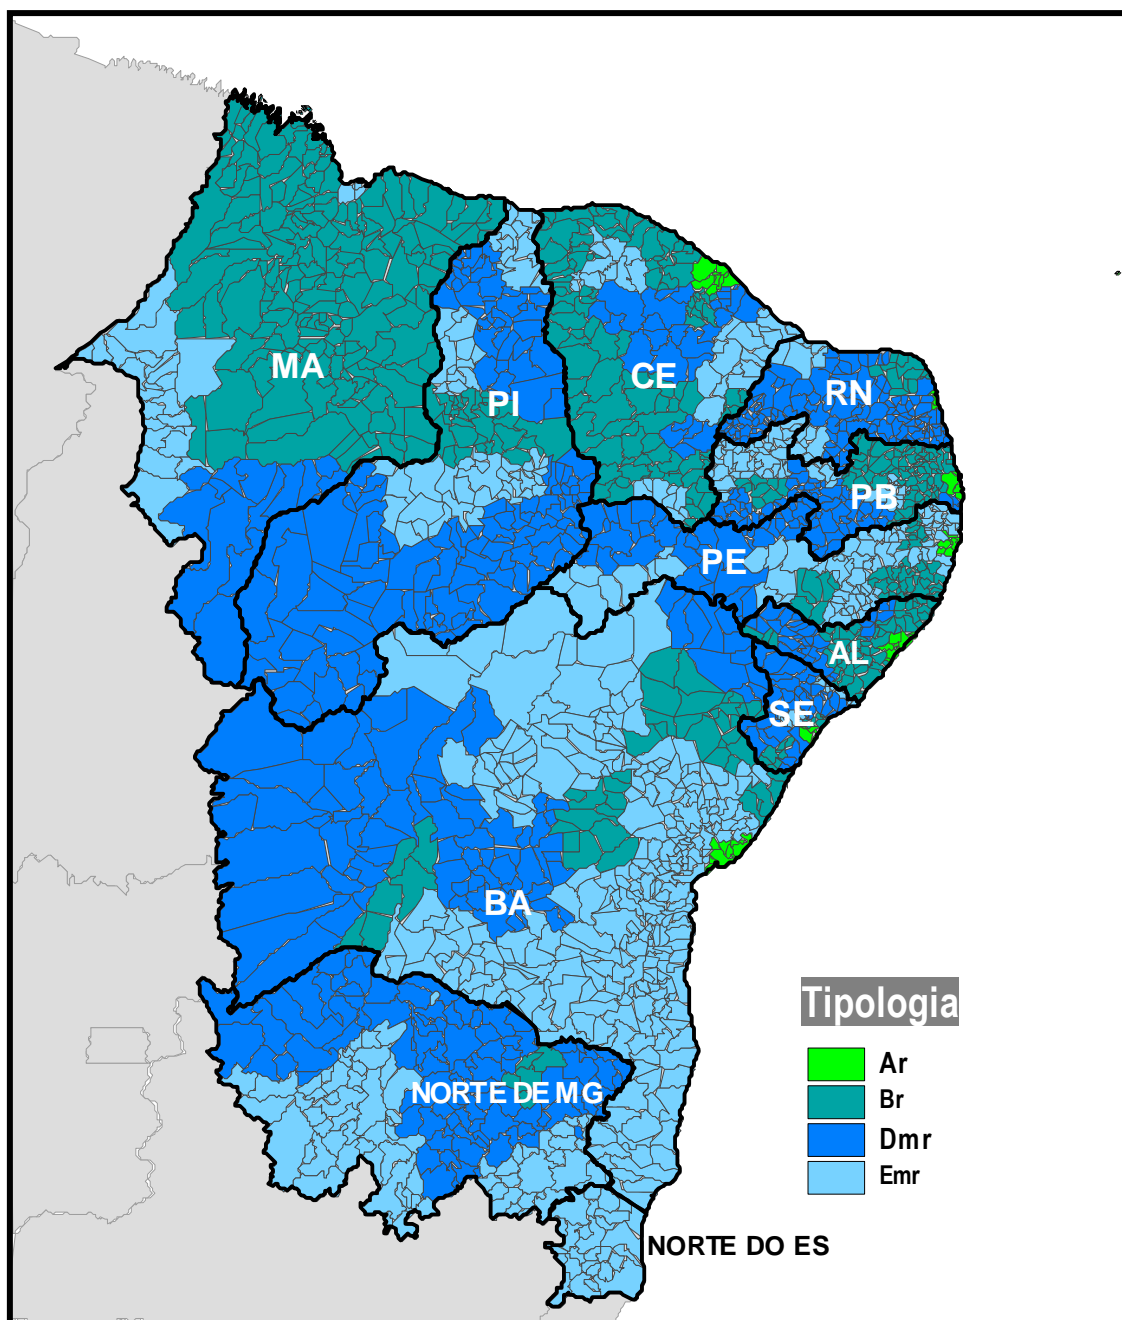 MA
CE
RN
PI
PB
PE
AL
SE
BA
Tipologia
Ar
Br
Dmr
Emr
NORTE DE MG
NORTE DO ES